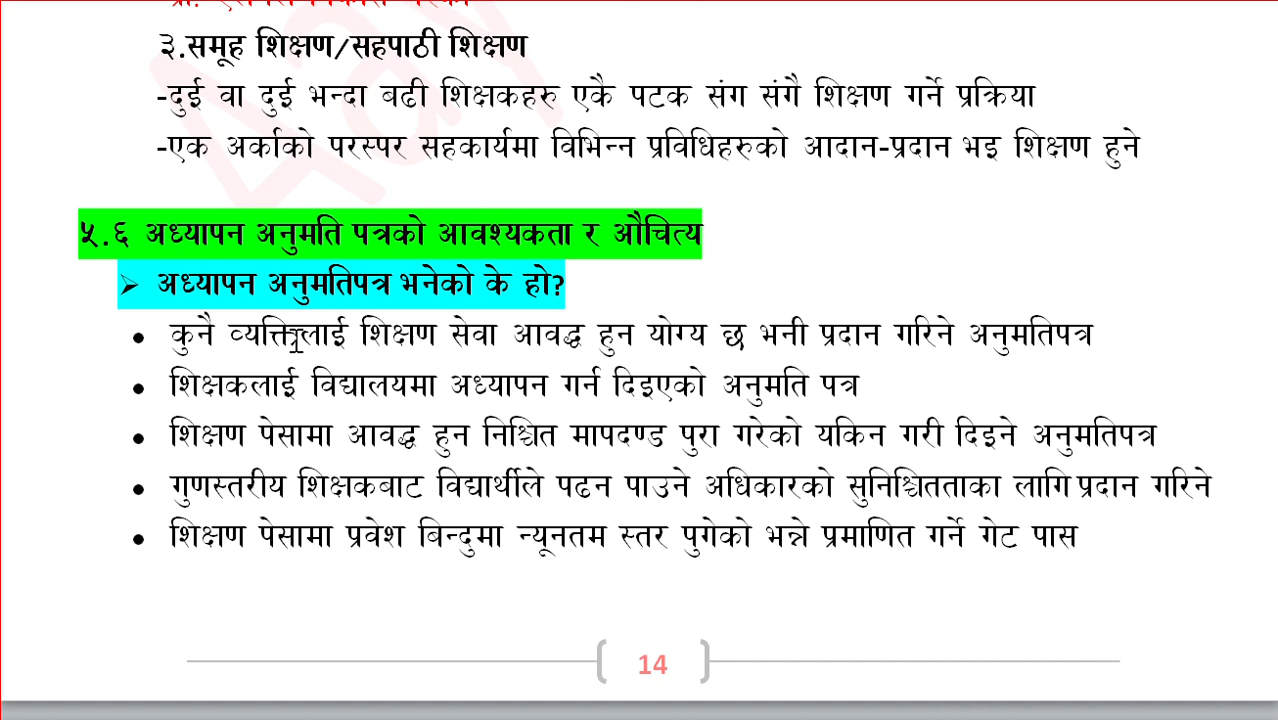 ३.समूह शिक्षण/सहपाठी शिक्षण
-दुई वा दुई भन्दा बढी शिक्षकहरु एकै पटक संग संगै शिक्षण गर्ने प्रक्रिया
-एक अर्काको परस्पर सहकार्यमा विभिन्न प्रविधिहरुको आदान-प्रदान भइ शिक्षण हुने
५.६ अध्यापन अनुमति पत्रको आवश्यकता र औचित्य
➢ अध्यापन अनुमतिपत्र भनेको के हो?
• कुनै व्यक्तिलाई शिक्षण सेवा आवद्ध हुन योग्य छ भनी प्रदान गरिने अनुमतिपत्र
• शिक्षकलाई विद्यालयमा अध्यापन गर्न दिइएको अनुमति पत्र
• शिक्षण पेसामा आवद्ध हुन निश्चित मापदण्ड पुरा गरेको यकिन गरी दिइने अनुमतिपत्र
• गुणस्तरीय शिक्षकबाट विद्यार्थीले पढन पाउने अधिकारको सुनिश्चितताका लागि प्रदान गरिने
• शिक्षण पेसामा प्रवेश बिन्दुमा न्यूनतम स्तर पुगेको भन्ने प्रमाणित गर्ने गेट पास
14